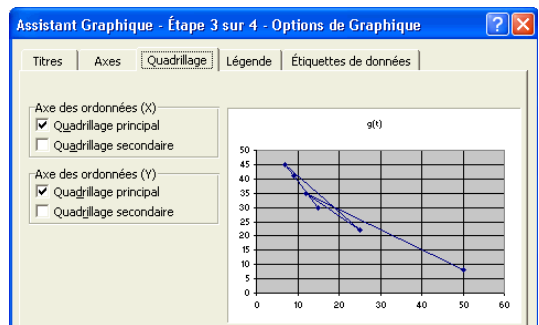 Assistant Graphique - Étape 3 sur 4 - Options de Graphique
Titres Axes Quadrillage Légende Étiquettes de données
Axe des ordonnées (X)
Quadrillage principal
Quadrillage secondaire
Axe des ordonnées (Y)
Quadrillage principal
Quadrillage secondaire
g(t)
50
45
40
35
30
25
20
15
10
5
0
0 10 20 30 40 50 60